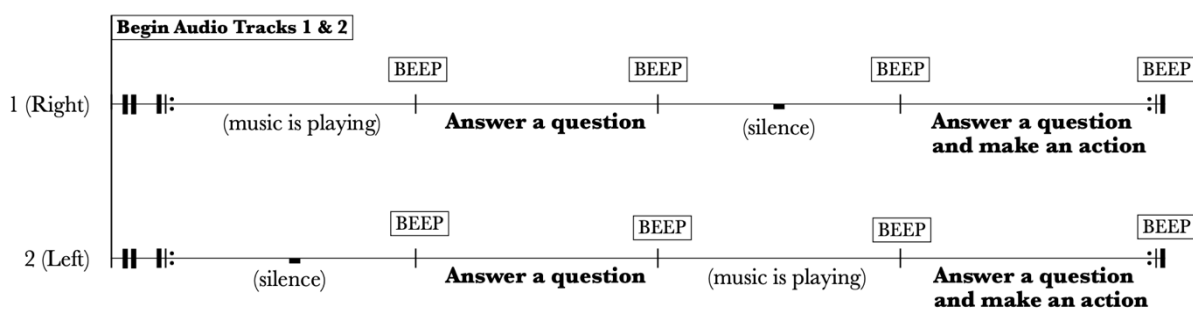 Begin Audio Tracks 1 & 2
BEEP BEEP BEEP BEEP
1 (Right)
(music is playing) Answer a question (silence) Answer a question
and make an action
BEEP BEEP BEEP BEEP
2 (Left)
(silence) Answer a question (music is playing) Answer a question
and make an action